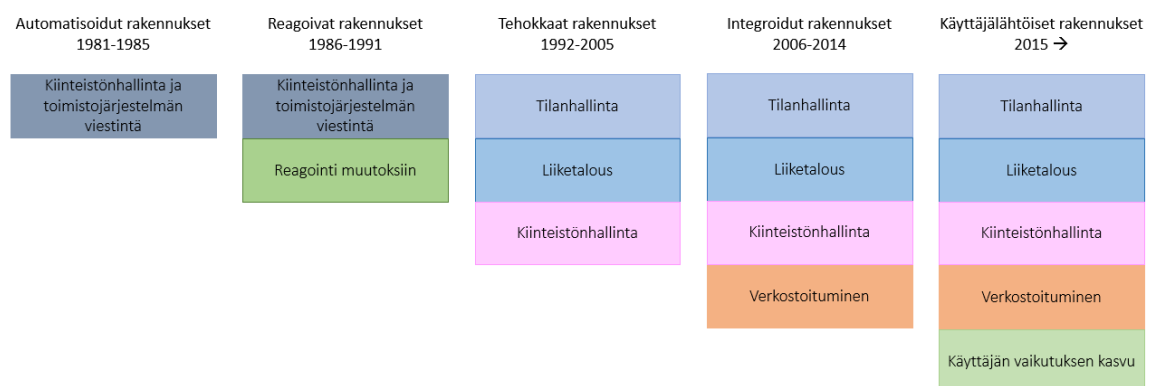 Automatisoidut rakennukset
1981-1985
Kiinteistönhallinta ja
toimistojärjestelmän
viestintä
Reagoivat rakennukset
1986-1991
Kiinteistönhallinta ja
toimistojärjestelmän
viestintä
Reagointi muutoksiin
Tehokkaat rakennukset
1992-2005
Tilanhallinta
Liiketalous
Kiinteistönhallinta
Integroidut rakennukset
2006-2014
Tilanhallinta
Liiketalous
Kiinteistönhallinta
Verkostoituminen
Käyttäjälähtöiset rakennukset
2015 →
Tilanhallinta
Liiketalous
Kiinteistönhallinta
Verkostoituminen
Käyttäjän vaikutuksen kasvu